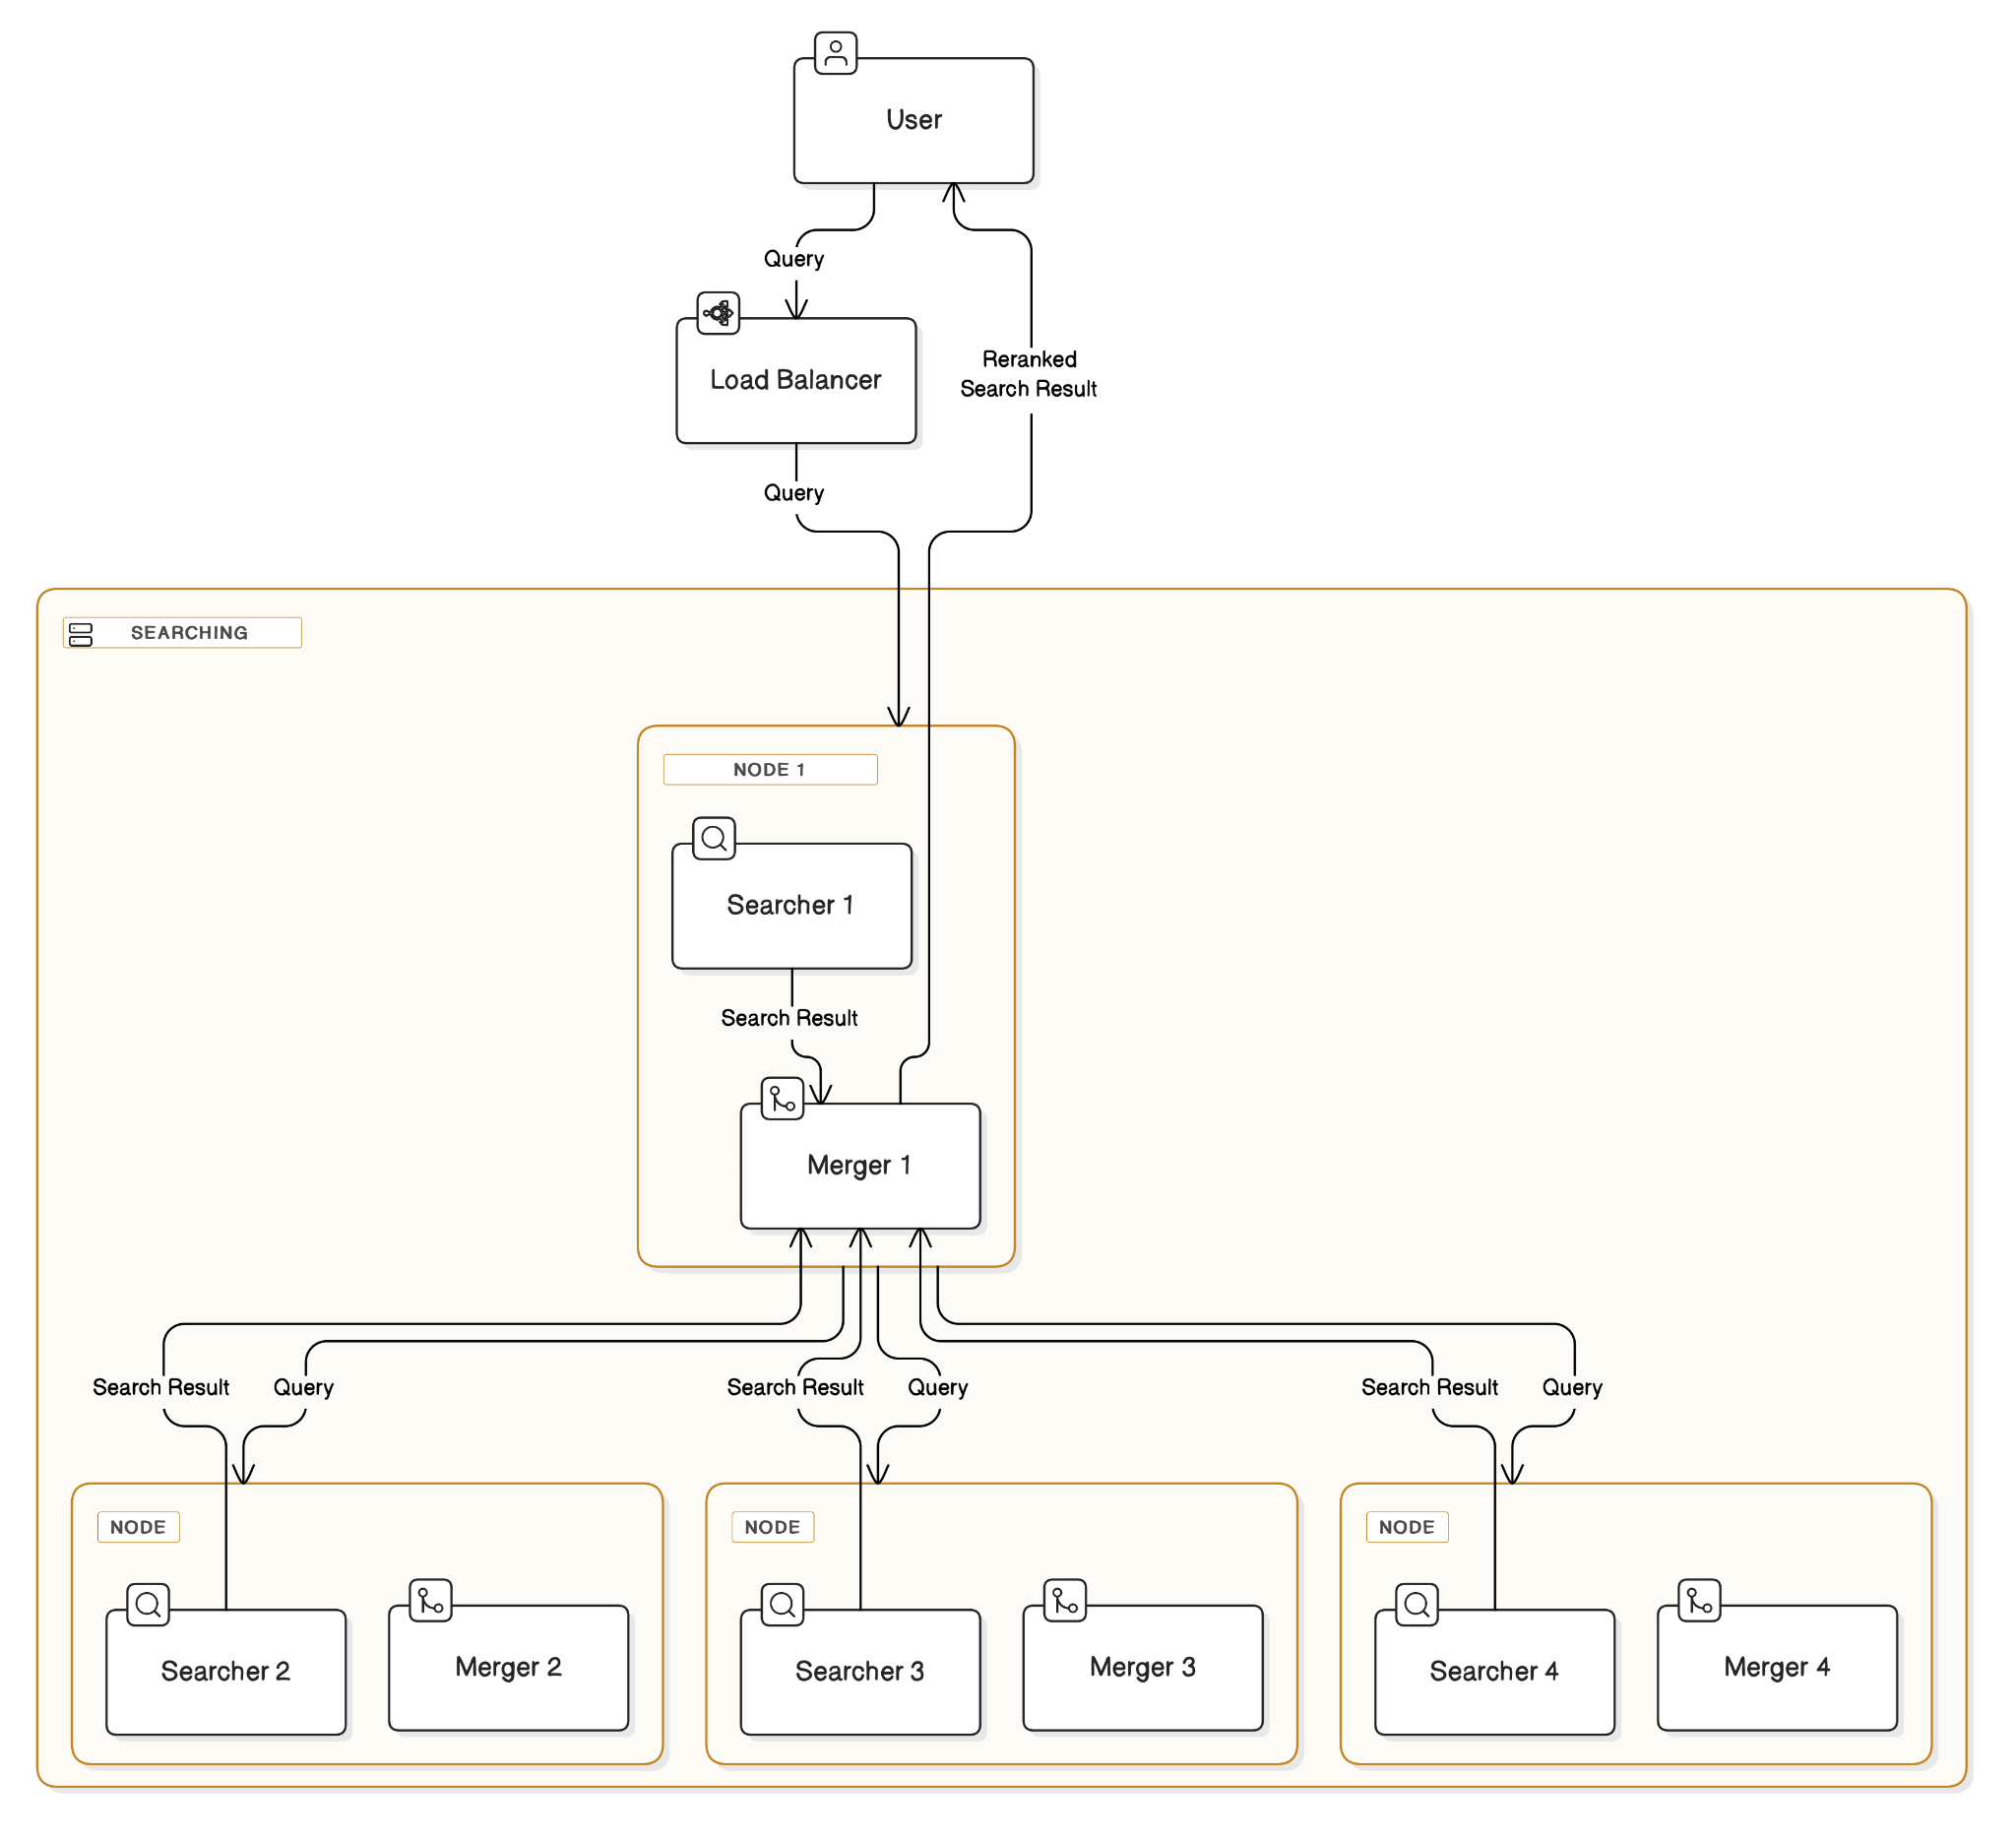 User
Query
Load Balancer
Reranked
Search Result
Query
SEARCHING
NODE 1
Searcher 1
Search Result
Merger 1
Search Result
Query
Search Result
Query
Search Result
Query
NODE
NODE
NODE
Searcher 2
Merger 2
Searcher 3
Merger 3
Searcher 4
Merger 4